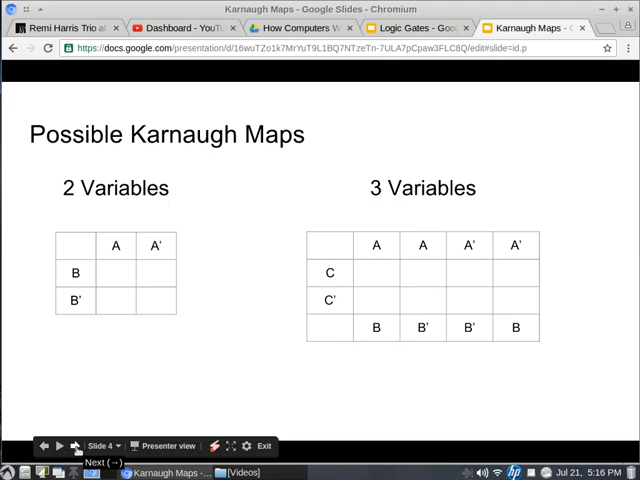 Karnaugh Maps - Google Slides - Chromium
Remi Harris Trio at
Dashboard - YouTu
How Computers W
Logic Gates - Goo
Karnaugh Maps - G
https://docs.google.com/presentation/d/16wuTZo1k7MrYuT9L1BQ7NTzeTn-7ULA7pCpaw3FLC8Q/edit#slide=id.p
Possible Karnaugh Maps
2 Variables
3 Variables
A A'
B
B'
A A A' A'
C
C'
B B' B' B
Slide 4 Presenter view Exit
Next (→)
Karnaugh Maps -... [Videos] Jul 21, 5:16 PM